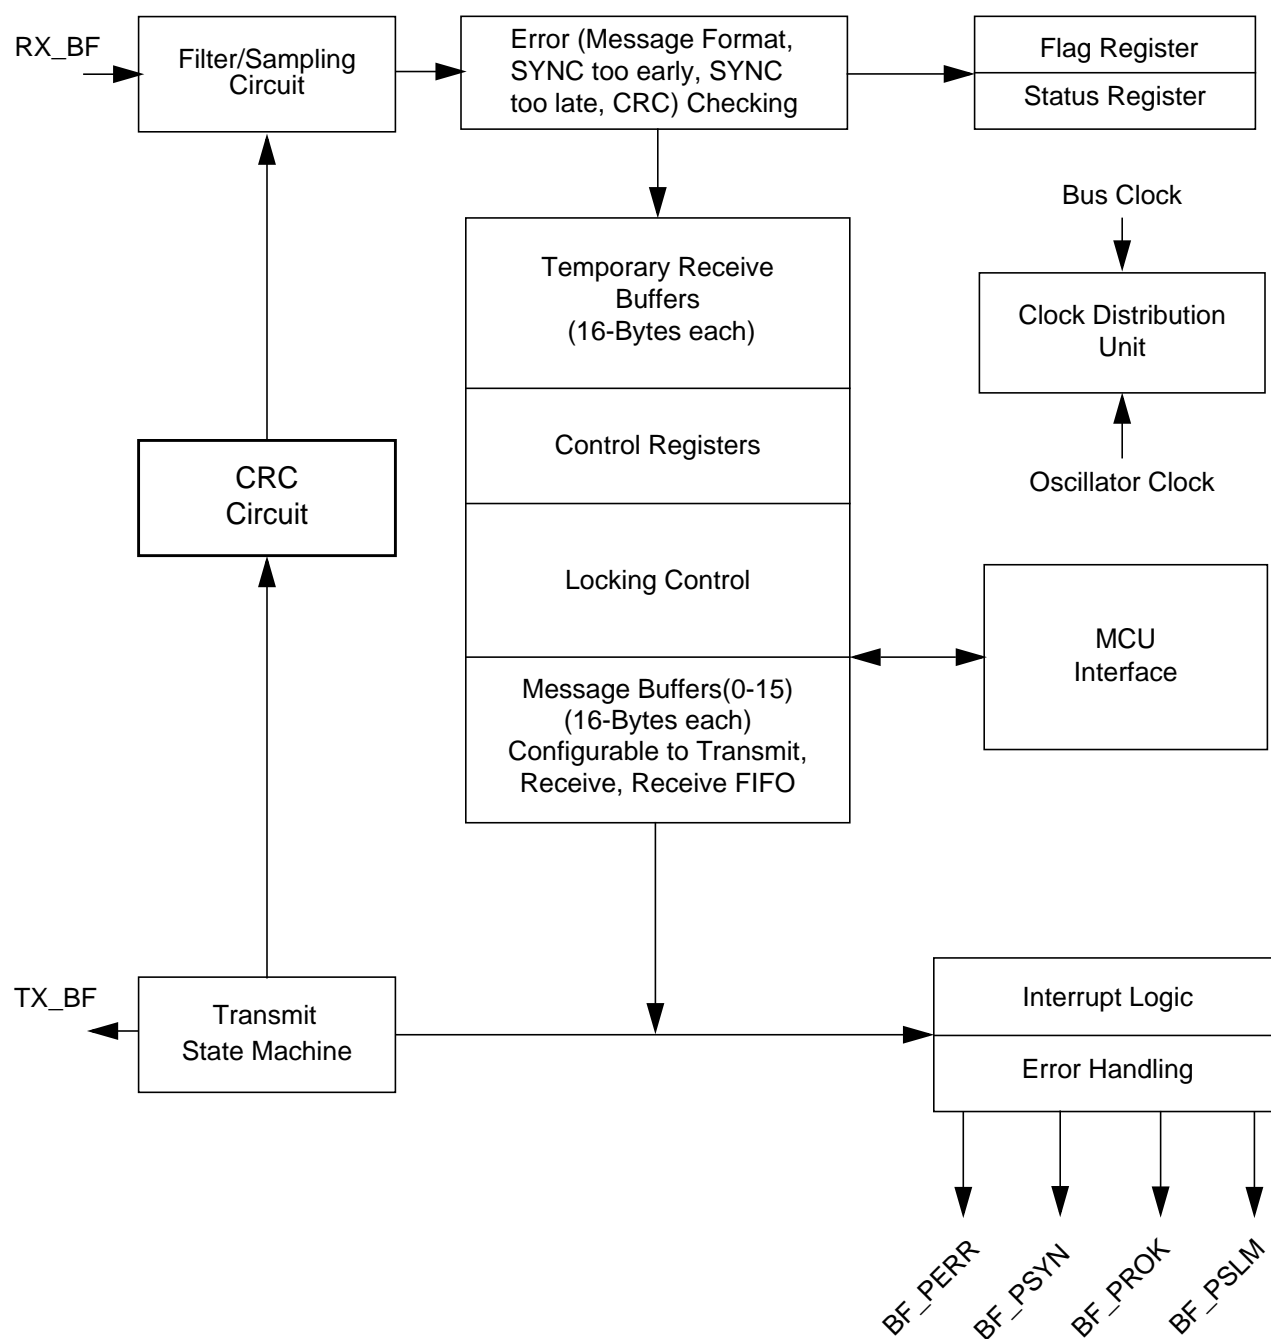 RX_BF
Filter/Sampling
Circuit
Error (Message Format,
SYNC too early, SYNC
too late, CRC) Checking
Flag Register
Status Register
Bus Clock
Temporary Receive
Buffers
(16-Bytes each)
Clock Distribution
Unit
Control Registers
CRC
Circuit
Oscillator Clock
Locking Control
MCU
Interface
Message Buffers(0-15)
(16-Bytes each)
Configurable to Transmit,
Receive, Receive FIFO
TX_BF
Transmit
State Machine
Interrupt Logic
Error Handling
BF_PERR
BF_PSYN
BF_PROK
BF_PSLM